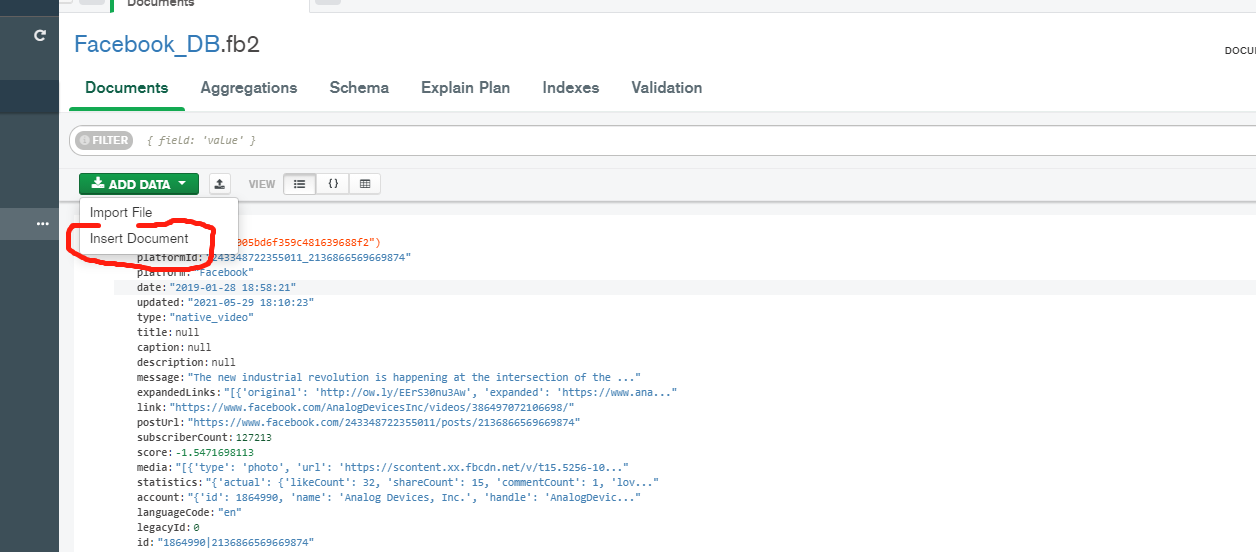 Documents
Facebook_DB.fb2
DOCU
Documents Aggregations Schema Explain Plan Indexes Validation
FILTER { field: 'value' }
ADD DATA VIEW {}
Import File
Insert Document
005bd6f359c481639688f2")
platformId:"243348722355011_2136866569669874"
platform:"Facebook"
date:"2019-01-28 18:58:21"
updated:"2021-05-29 18:10:23"
type:"native_video"
title:null
caption:null
description:null
message:"The new industrial revolution is happening at the intersection of the ..."
expandedLinks:"[{'original': 'http://ow.ly/EErS30nu3Aw', 'expanded': 'https://www.ana..."
link:"https://www.facebook.com/AnalogDevicesInc/videos/386497072106698/"
postUrl:"https://www.facebook.com/243348722355011/posts/2136866569669874"
subscriberCount:127213
score:-1.5471698113
media:"[{'type': 'photo', 'url': 'https://scontent.xx.fbcdn.net/v/t15.5256-10..."
statistics:"{'actual': {'likeCount': 32, 'shareCount': 15, 'commentCount': 1, 'lov..."
account:"{'id': 1864990, 'name': 'Analog Devices, Inc.', 'handle': 'AnalogDevic..."
languageCode:"en"
legacyId:0
id:"1864990|2136866569669874"